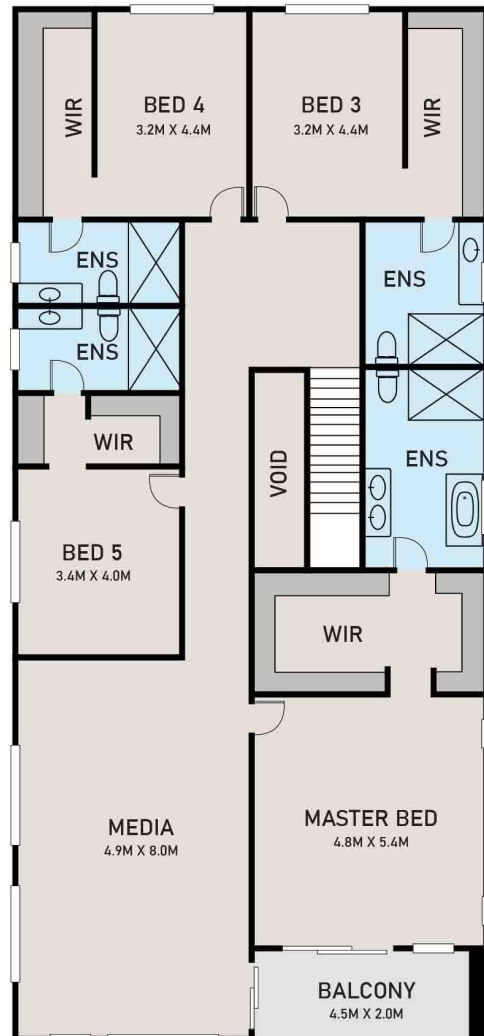 BED 4
3.2M X 4.4M
BED 3
3.2M X 4.4M
WIR
WIR
ENS
ENS
ENS
WIR
VOID
ENS
BED 5
3.4M X 4.0M
WIR
MEDIA
4.9M X 8.0M
MASTER BED
4.8M X 5.4M
BALCONY
4.5M X 2.0M